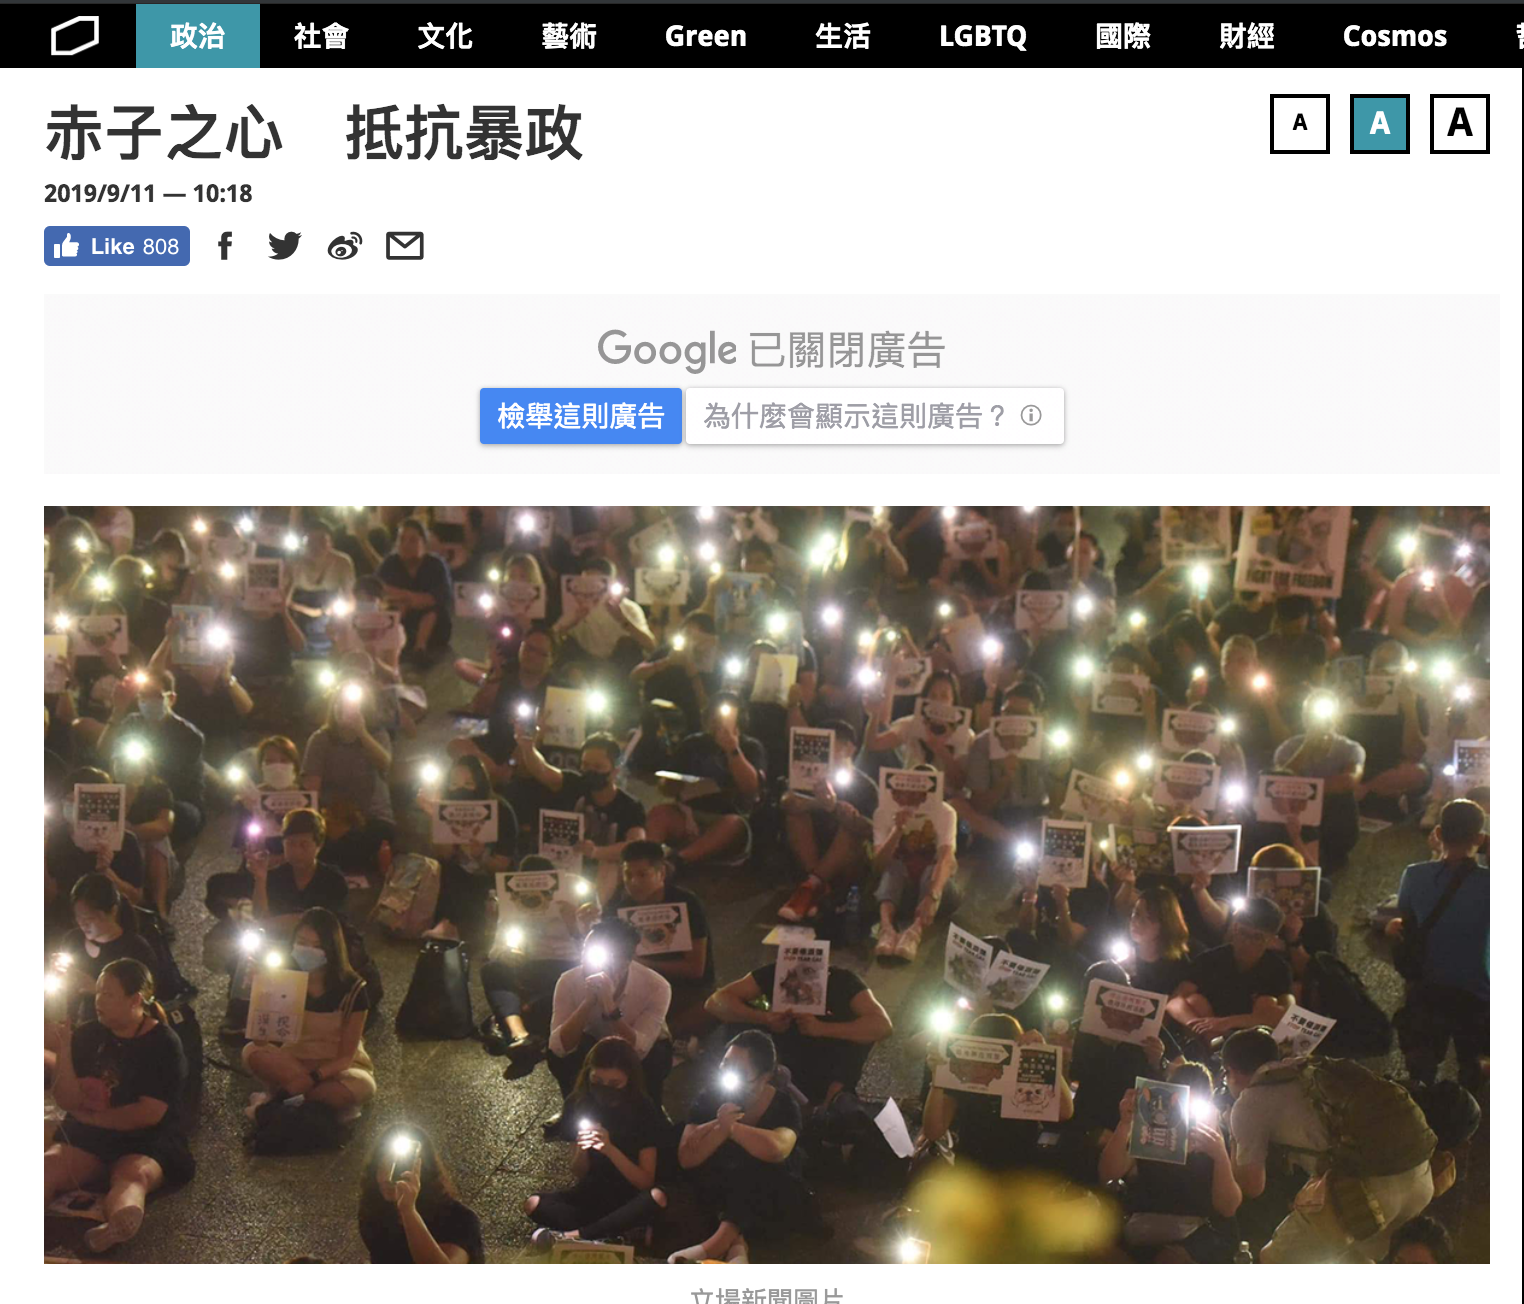 政治 社會 文化 藝術 Green 生活 LGBTQ 國際 財經 Cosmos
赤子之心 抵抗暴政
A A A
2019/9/11 — 10:18
Like 808
Google 已關閉廣告
檢舉這則廣告 為什麼會顯示這則廣告？
FIGHT FOR FREEDOM
立場新聞圖片